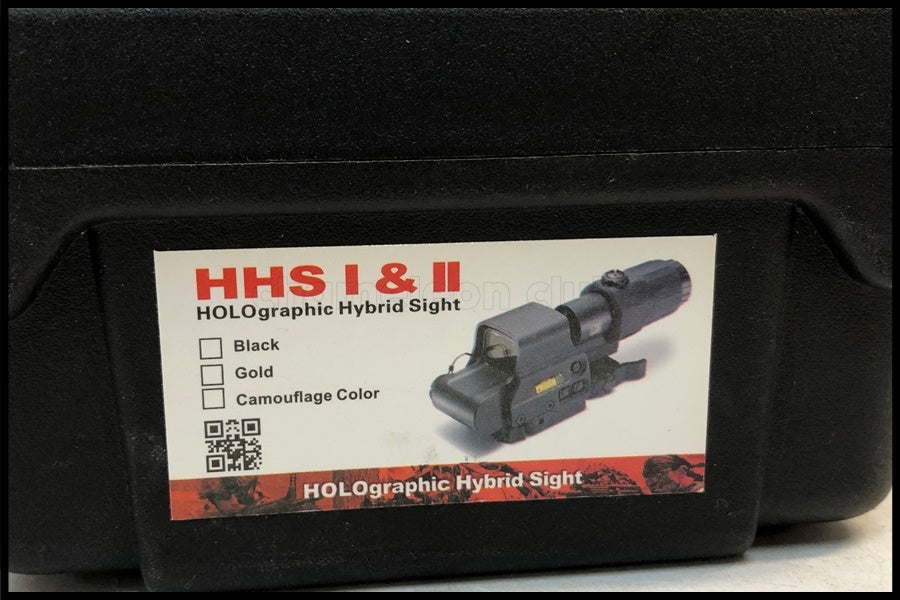 HHS I & II
HOLOgraphic Hybrid Sight
Black
Gold
Camouflage Color
HOLOgraphic Hybrid Sight